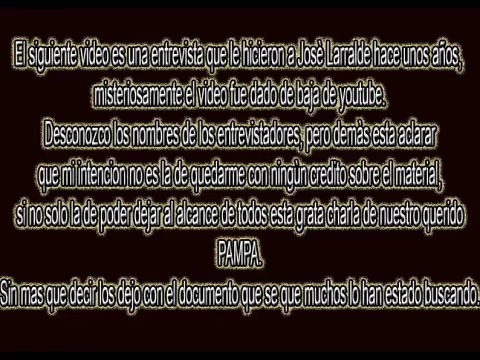 El siguiente video es una entrevista que le hicieron a Josè Larralde hace unos años,
misteriosamente el video fue dado de baja de youtube.
Desconozco los nombres de los entrevistadores, pero demàs esta aclarar
que mi intencion no es la de quedarme con ningùn credito sobre el material,
si no solo la de poder dejar al alcance de todos esta grata charla de nuestro querido
PAMPA.
Sin mas que decir los dejo con el documento que se que muchos lo han estado buscando.